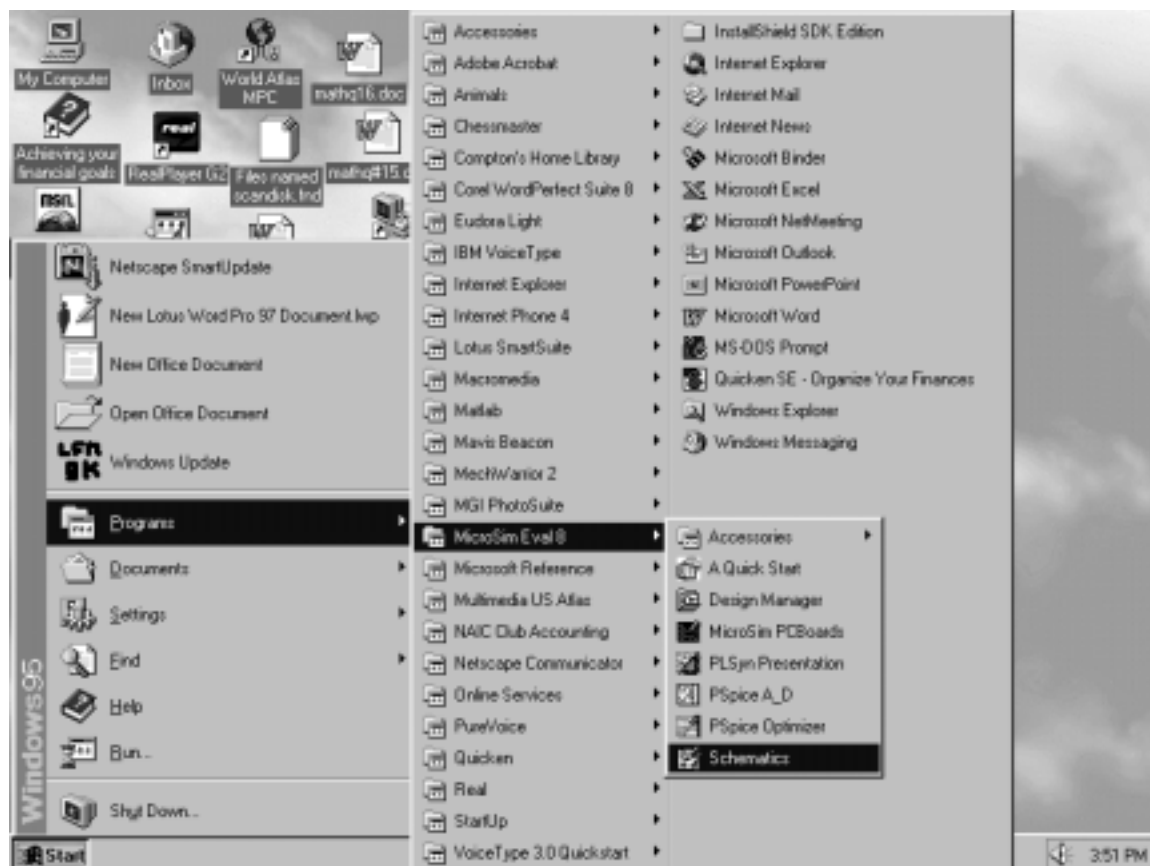 My Computer
Inbox
World Atlas
MPC
mathq16.doc
Achieving your
financial goals
real
RealPlayer G2
Files named
scandisk.fnd
mathq#15.d
msn
Netscape SmartUpdate
New Lotus Word Pro 97 Document.lwp
New Office Document
Open Office Document
Windows Update
Programs
Documents
Settings
Find
Help
Run...
Shut Down...
Windows95
Start
Accessories
Adobe Acrobat
Animals
Chessmaster
Compton's Home Library
Corel WordPerfect Suite 8
Eudora Light
IBM VoiceType
Internet Explorer
Internet Phone 4
Lotus SmartSuite
Macromedia
Matlab
Mavis Beacon
MechWarrior 2
MGI PhotoSuite
MicroSim Eval 8
Microsoft Reference
Multimedia US Atlas
NAIC Club Accounting
Netscape Communicator
Online Services
PureVoice
Quicken
Real
StartUp
VoiceType 3.0 Quickstart
InstallShield SDK Edition
Internet Explorer
Internet Mail
Internet News
Microsoft Binder
Microsoft Excel
Microsoft NetMeeting
Microsoft Outlook
Microsoft PowerPoint
Microsoft Word
MS-DOS Prompt
Quicken SE - Organize Your Finances
Windows Explorer
Windows Messaging
Accessories
A Quick Start
Design Manager
MicroSim PCBoards
PLSyn Presentation
PSpice A_D
PSpice Optimizer
Schematics
3:51 PM